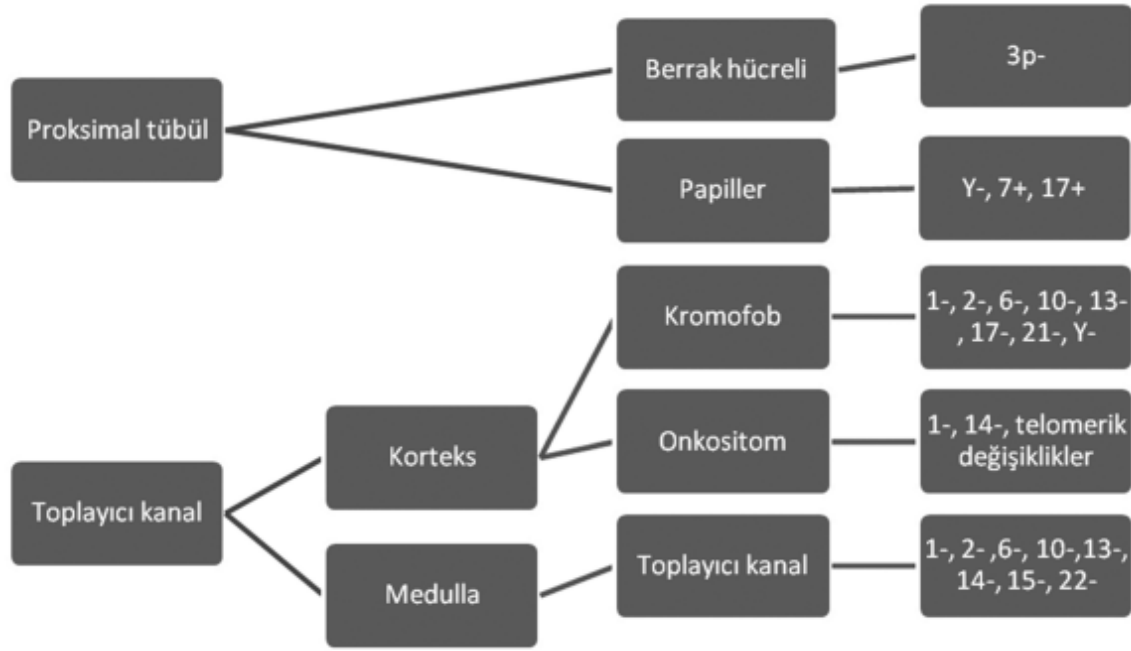 Proksimal tübül
Berrak hücreli
3p-
Papiller
Y-, 7+, 17+
Toplayıcı kanal
Korteks
Kromofob
1-, 2-, 6-, 10-, 13-
, 17-, 21-, Y-
Onkositom
1-, 14-, telomerik
değişiklikler
Medulla
Toplayıcı kanal
1-, 2- ,6-, 10-,13-,
14-, 15-, 22-